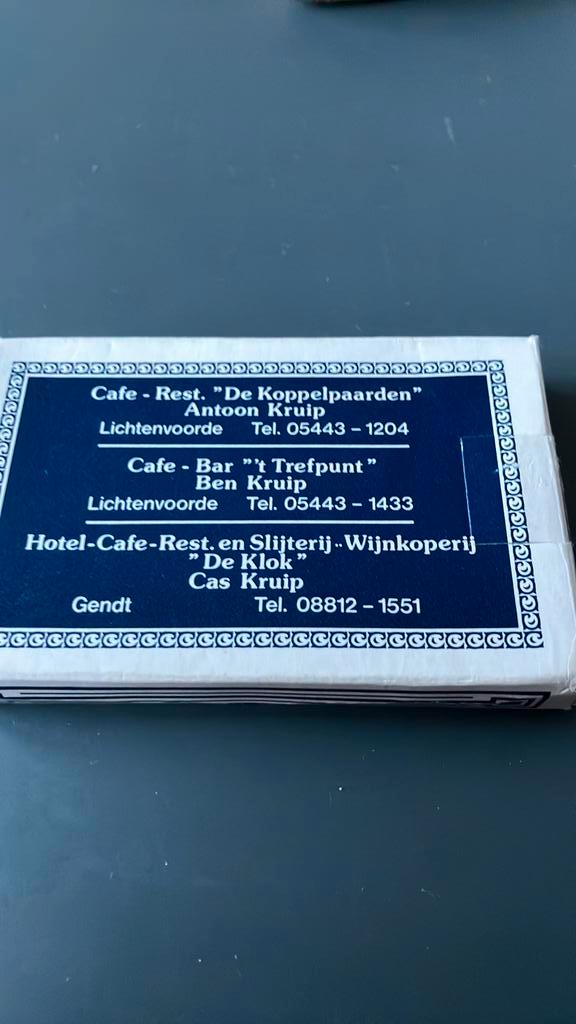 Cafe - Rest. "De Koppelpaarden"
Antoon Kruip
Lichtenvoorde Tel. 05443 - 1204
Cafe - Bar "'t Trefpunt"
Ben Kruip
Lichtenvoorde Tel. 05443 - 1433
Hotel-Cafe-Rest. en Slijterij-Wijnkoperij
"De Klok"
Cas Kruip
Gendt Tel. 08812 - 1551